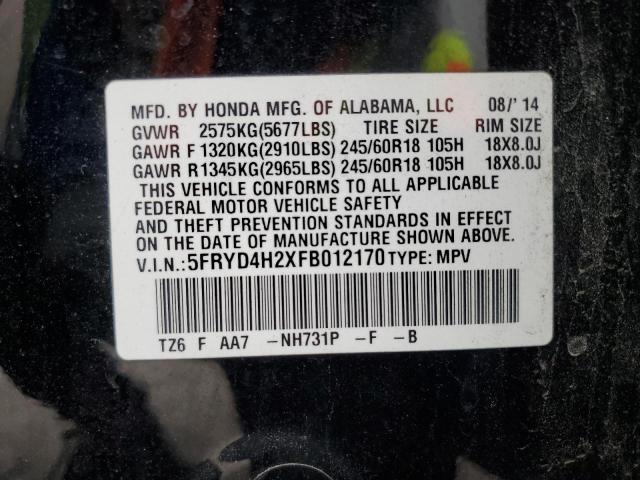 MFD. BY HONDA MFG. OF ALABAMA, LLC 08/' 14
GVWR 2575KG(5677LBS) TIRE SIZE RIM SIZE
GAWR F 1320KG(2910LBS) 245/60R18 105H 18X8.0J
GAWR R 1345KG(2965LBS) 245/60R18 105H 18X8.0J
THIS VEHICLE CONFORMS TO ALL APPLICABLE
FEDERAL MOTOR VEHICLE SAFETY
AND THEFT PREVENTION STANDARDS IN EFFECT
ON THE DATE OF MANUFACTURE SHOWN ABOVE.
V.I.N.: 5FRYD4H2XFB012170 TYPE: MPV
TZ6 F AA7 -NH731P -F -B